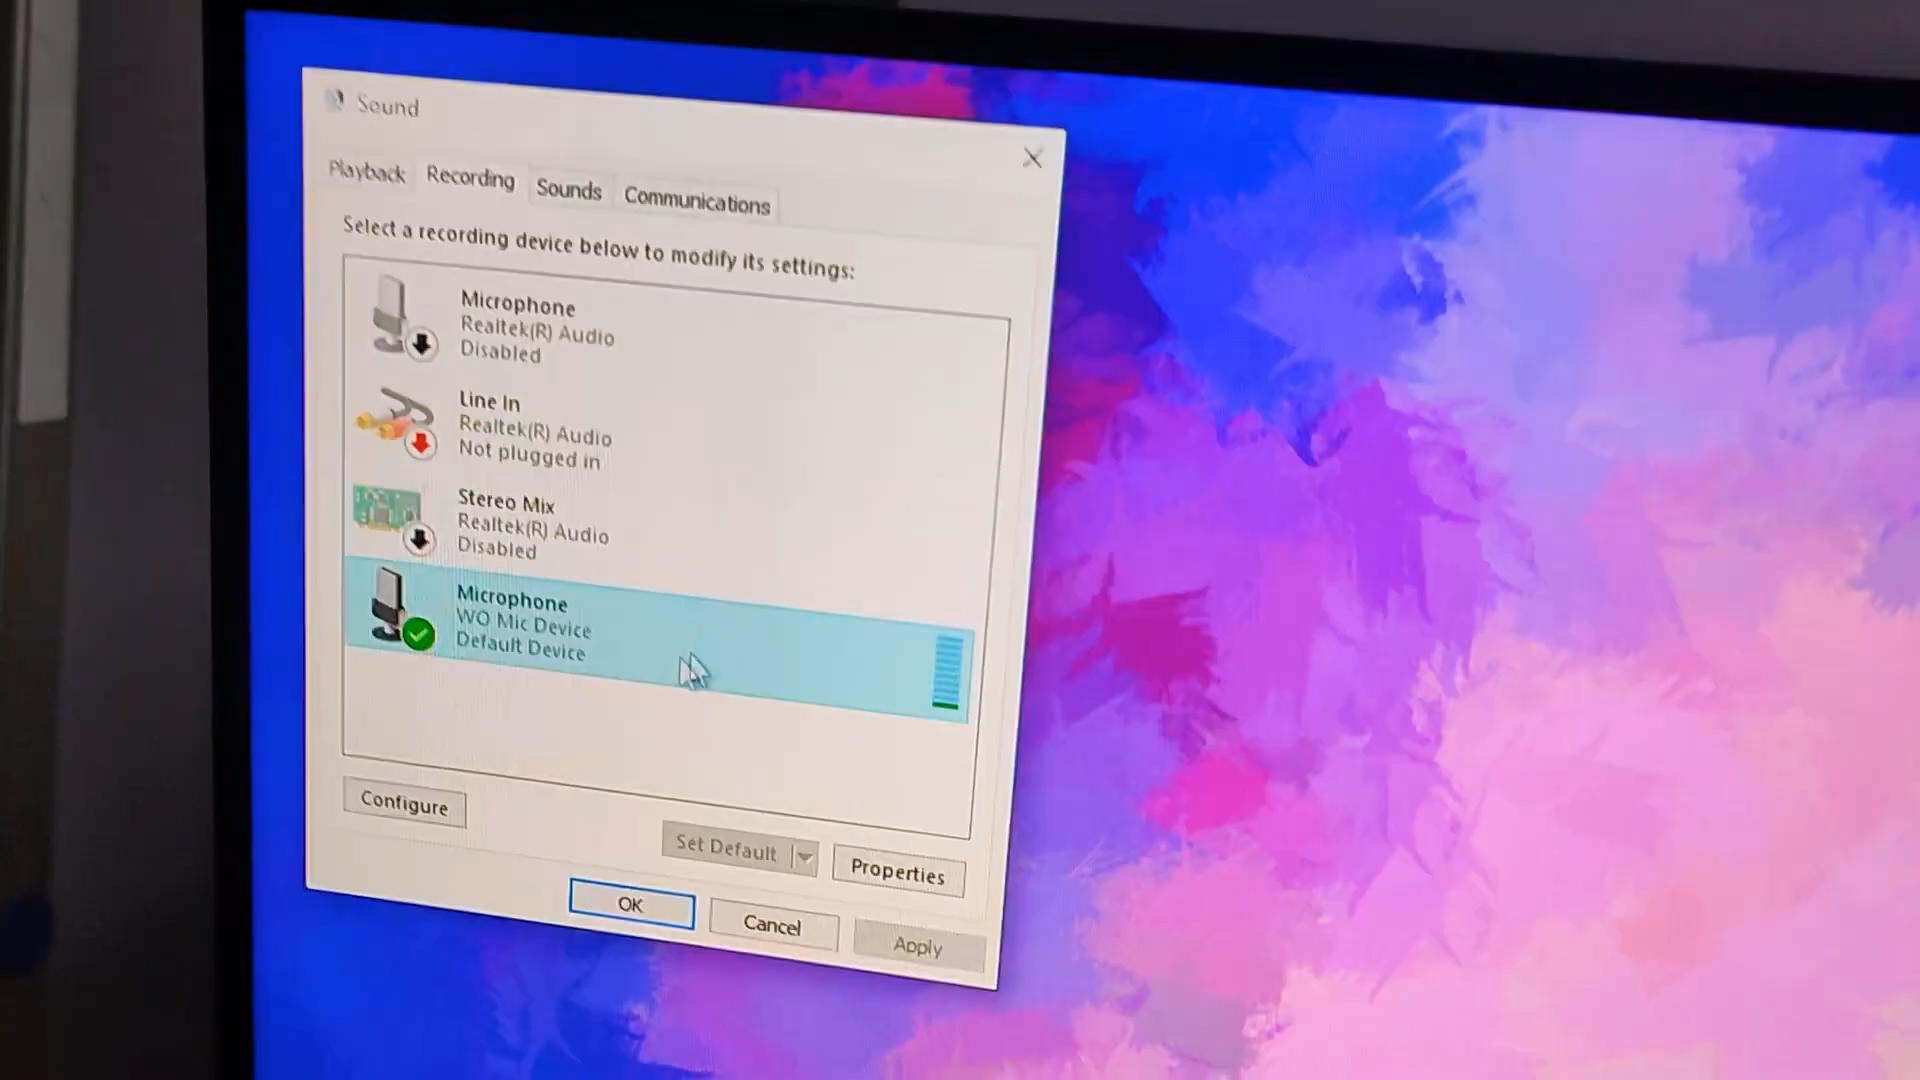 Sound
Playback Recording Sounds Communications
Select a recording device below to modify its settings:
Microphone
Realtek(R) Audio
Disabled
Line In
Realtek(R) Audio
Not plugged in
Stereo Mix
Realtek(R) Audio
Disabled
Microphone
WO Mic Device
Default Device
Configure
Set Default
Properties
OK
Cancel
Apply